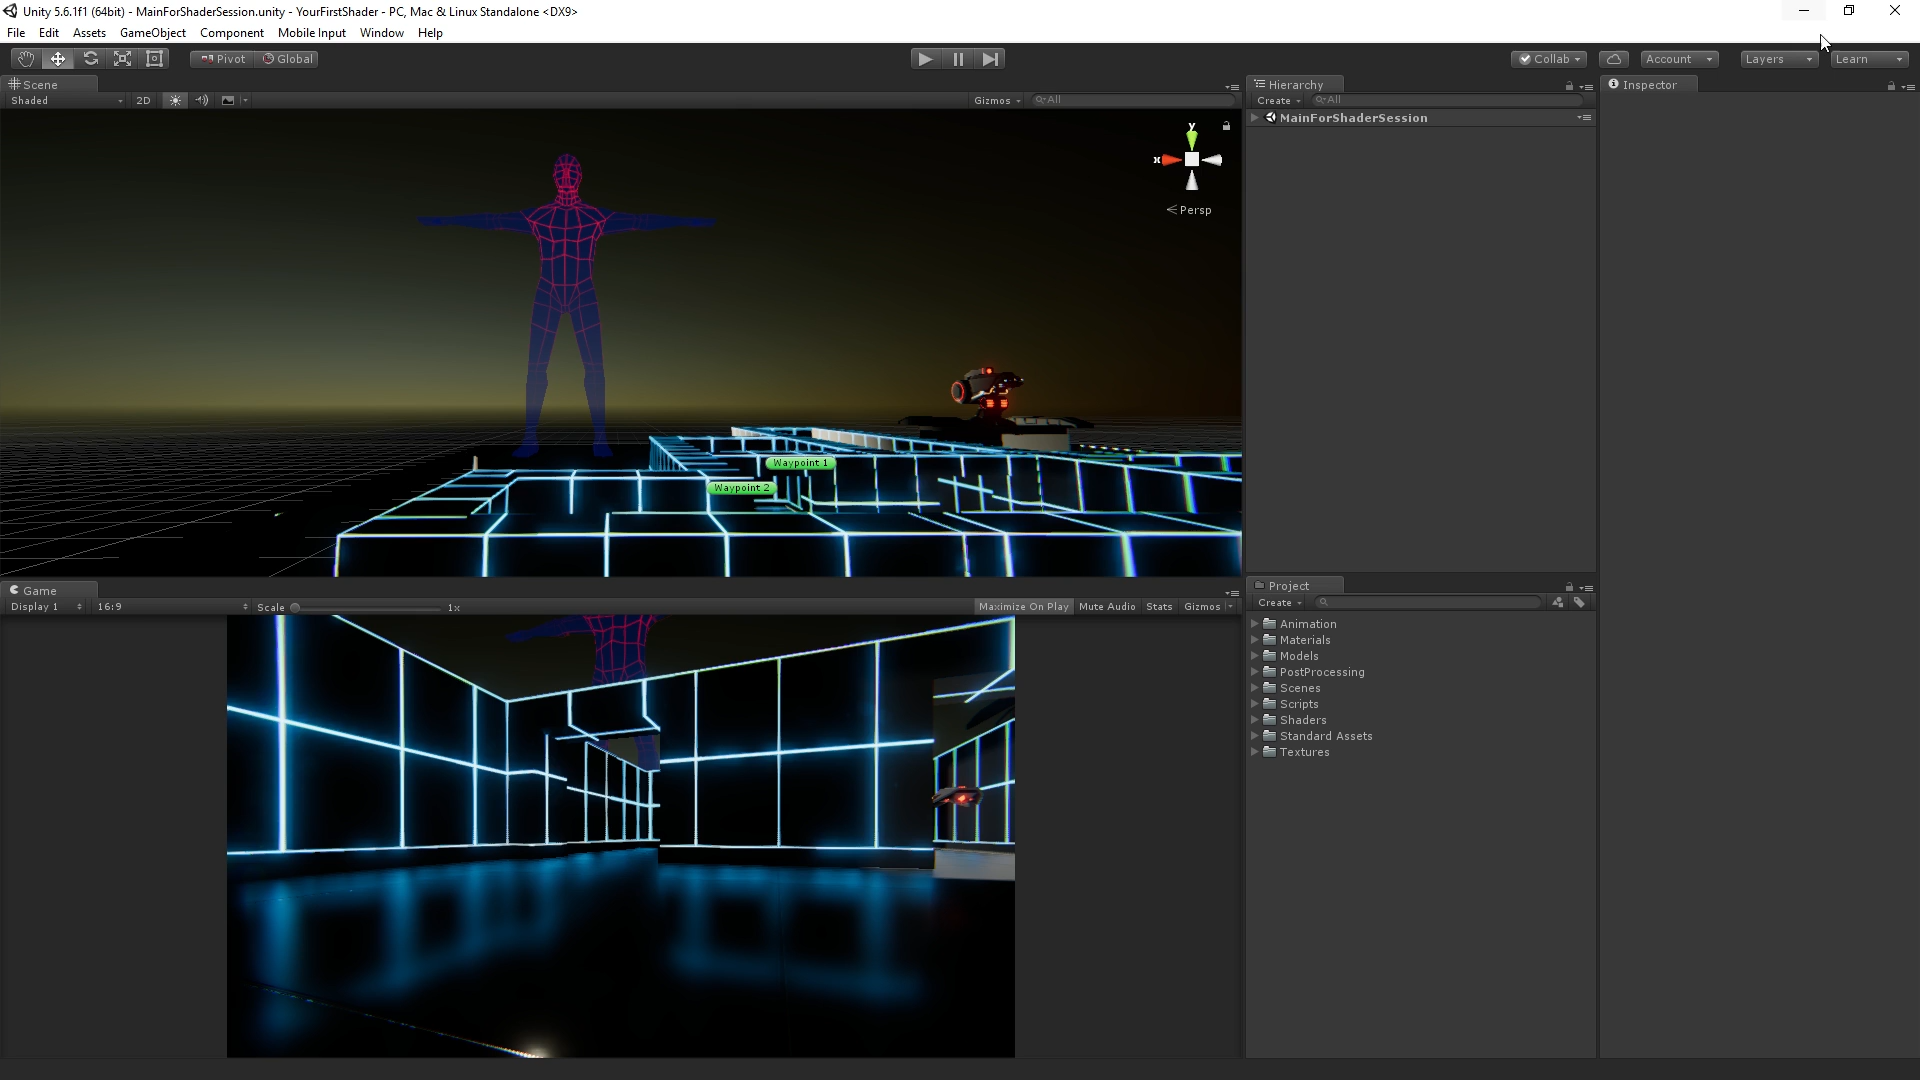 Unity 5.6.1f1 (64bit) - MainForShaderSession.unity - YourFirstShader - PC, Mac & Linux Standalone <DX9>
File Edit Assets GameObject Component Mobile Input Window Help
Pivot Global Collab Account Layers Learn
Scene
Shaded 2D Gizmos All
y
x
Persp
Waypoint 1
Waypoint 2
Game
Display 1 16:9 Scale 1x Maximize On Play Mute Audio Stats Gizmos
Hierarchy
Create All
MainForShaderSession
Project
Create
Animation
Materials
Models
PostProcessing
Scenes
Scripts
Shaders
Standard Assets
Textures
Inspector